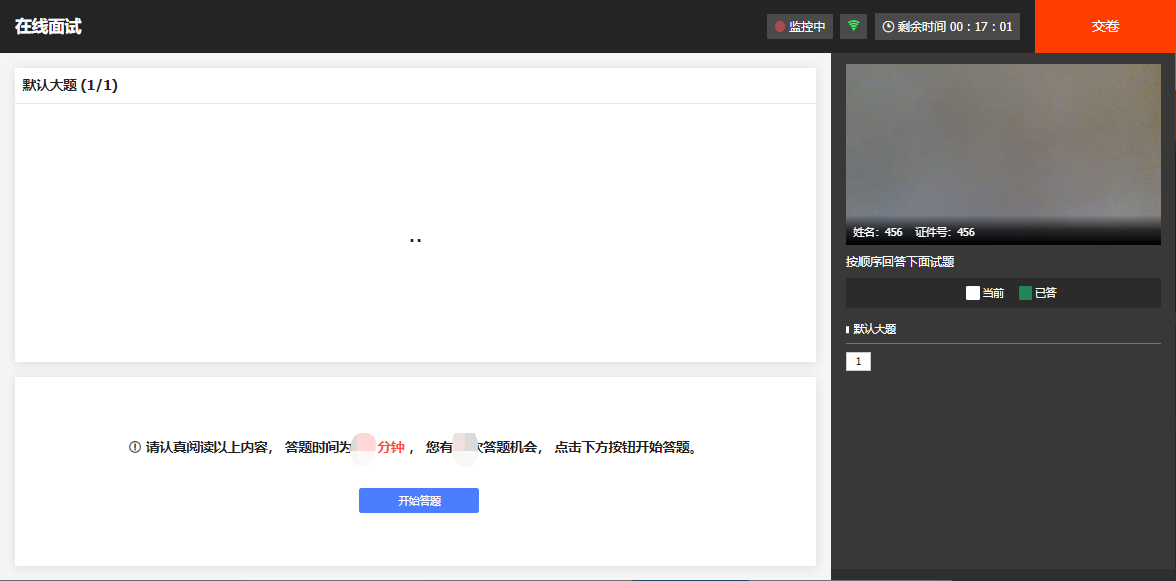 在线面试
监控中
剩余时间 00 : 17 : 01
交卷
默认大题 (1/1)
..
请认真阅读以上内容， 答题时间为 分钟 ， 您有 次答题机会， 点击下方按钮开始答题。
开始答题
姓名: 456 证件号: 456
按顺序回答下面试题
当前 已答
默认大题
1